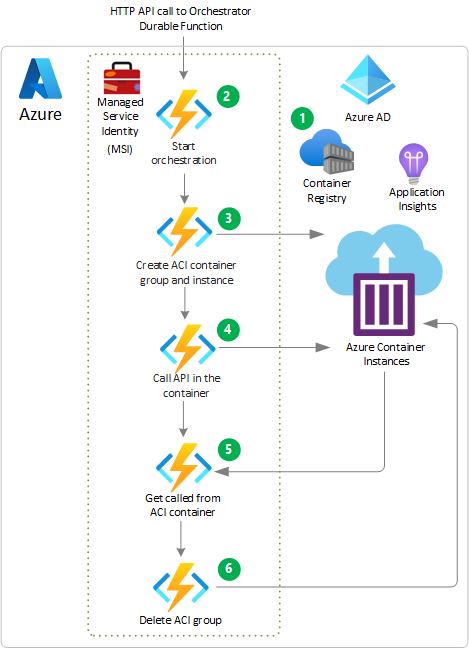 HTTP API call to Orchestrator
Durable Function
Azure
Managed
Service
Identity
(MSI)
2
Start
orchestration
Azure AD
1
Container
Registry
Application
Insights
3
Create ACI container
group and instance
Azure Container
Instances
4
Call API in the
container
5
Get called from
ACI container
6
Delete ACI group